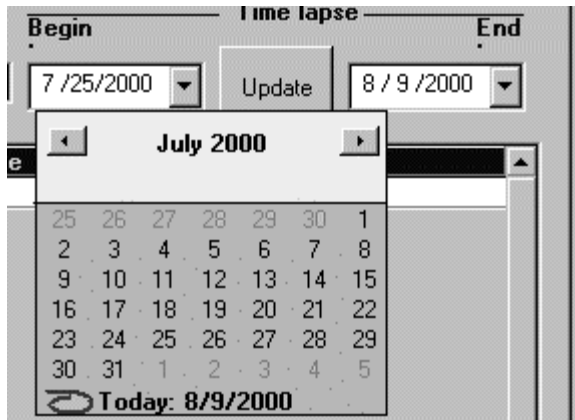 Time lapse
Begin End
7 /25/2000 Update 8 / 9 /2000
July 2000
e
25 26 27 28 29 30 1
2 3 4 5 6 7 8
9 10 11 12 13 14 15
16 17 18 19 20 21 22
23 24 25 26 27 28 29
30 31 1 2 3 4 5
Today: 8/9/2000